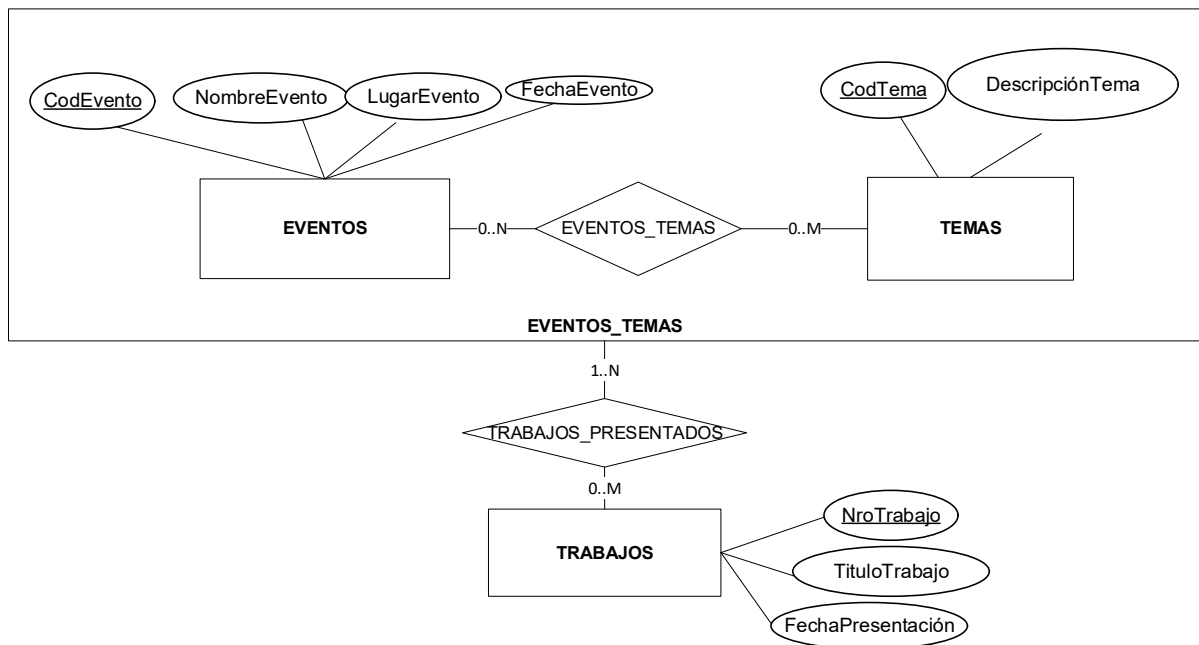 CodEvento
NombreEvento
LugarEvento
FechaEvento
CodTema
DescripciónTema
EVENTOS
0..N
EVENTOS_TEMAS
0..M
TEMAS
EVENTOS_TEMAS
1..N
TRABAJOS_PRESENTADOS
0..M
TRABAJOS
NroTrabajo
TituloTrabajo
FechaPresentación